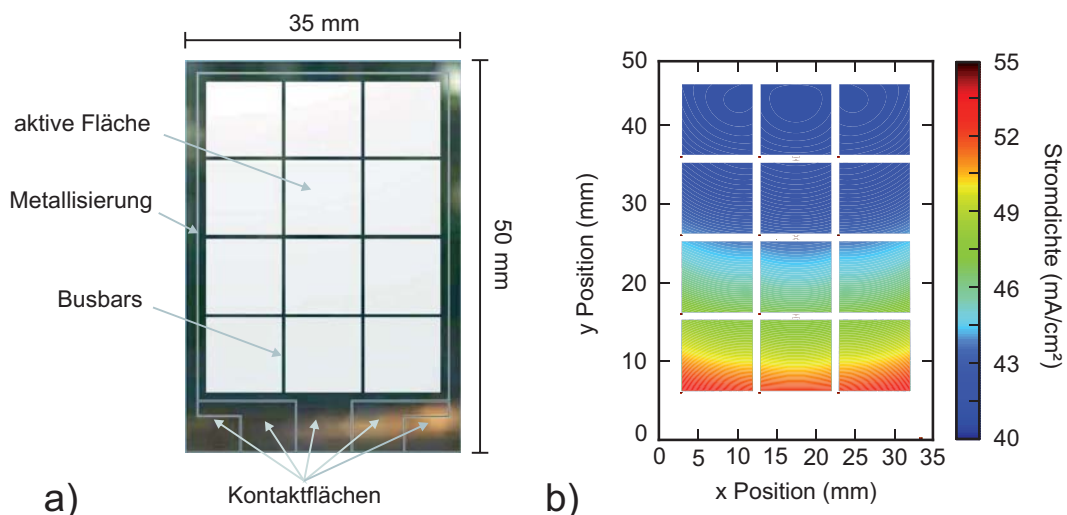 35 mm
aktive Fläche
Metallisierung
Busbars
50 mm
Kontaktflächen
a)
50
40
30
20
10
0
y Position (mm)
0
5
10
15
20
25
30
35
x Position (mm)
55
52
49
46
43
40
Stromdichte (mA/cm²)
b)